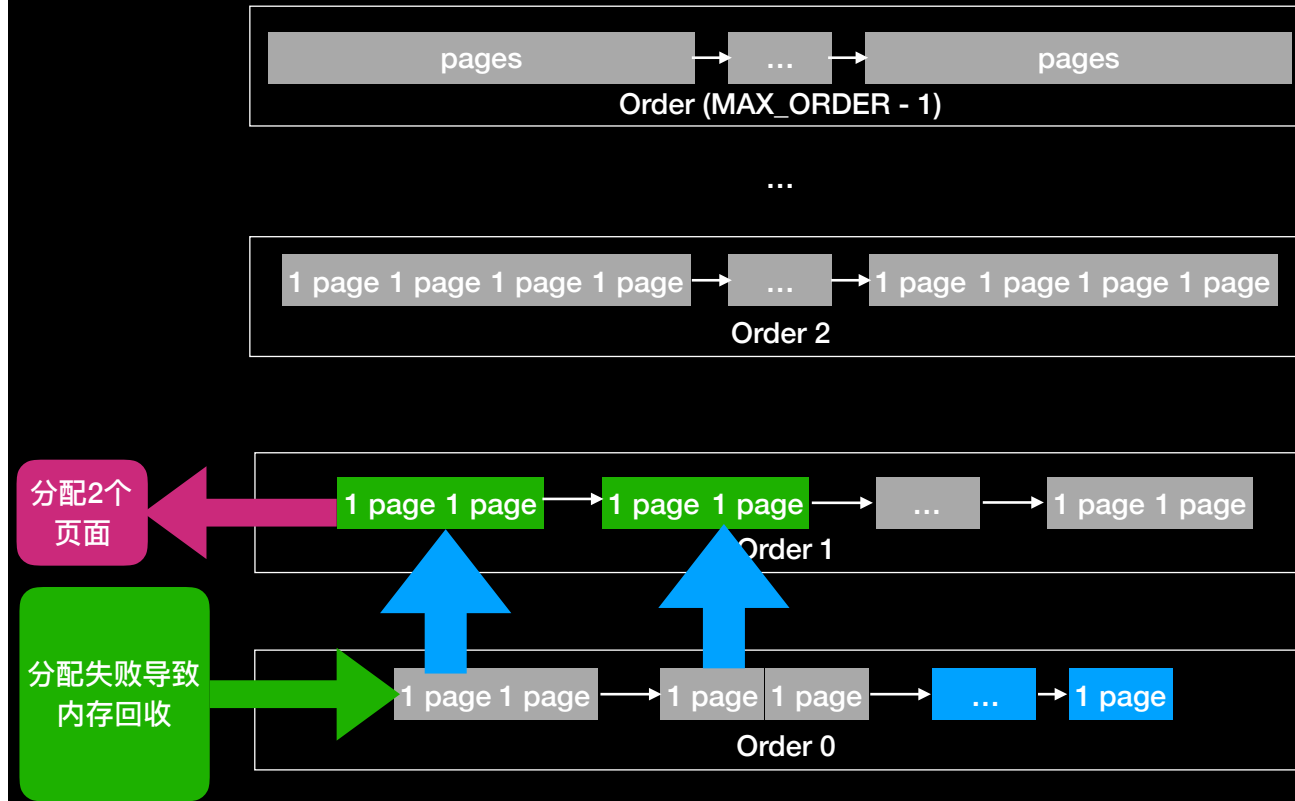 pages ... pages
Order (MAX_ORDER - 1)
...
1 page 1 page 1 page 1 page ... 1 page 1 page 1 page 1 page
Order 2
分配2个
页面
1 page 1 page 1 page 1 page ... 1 page 1 page
Order 1
分配失败导致
内存回收
1 page 1 page 1 page 1 page ... 1 page
Order 0